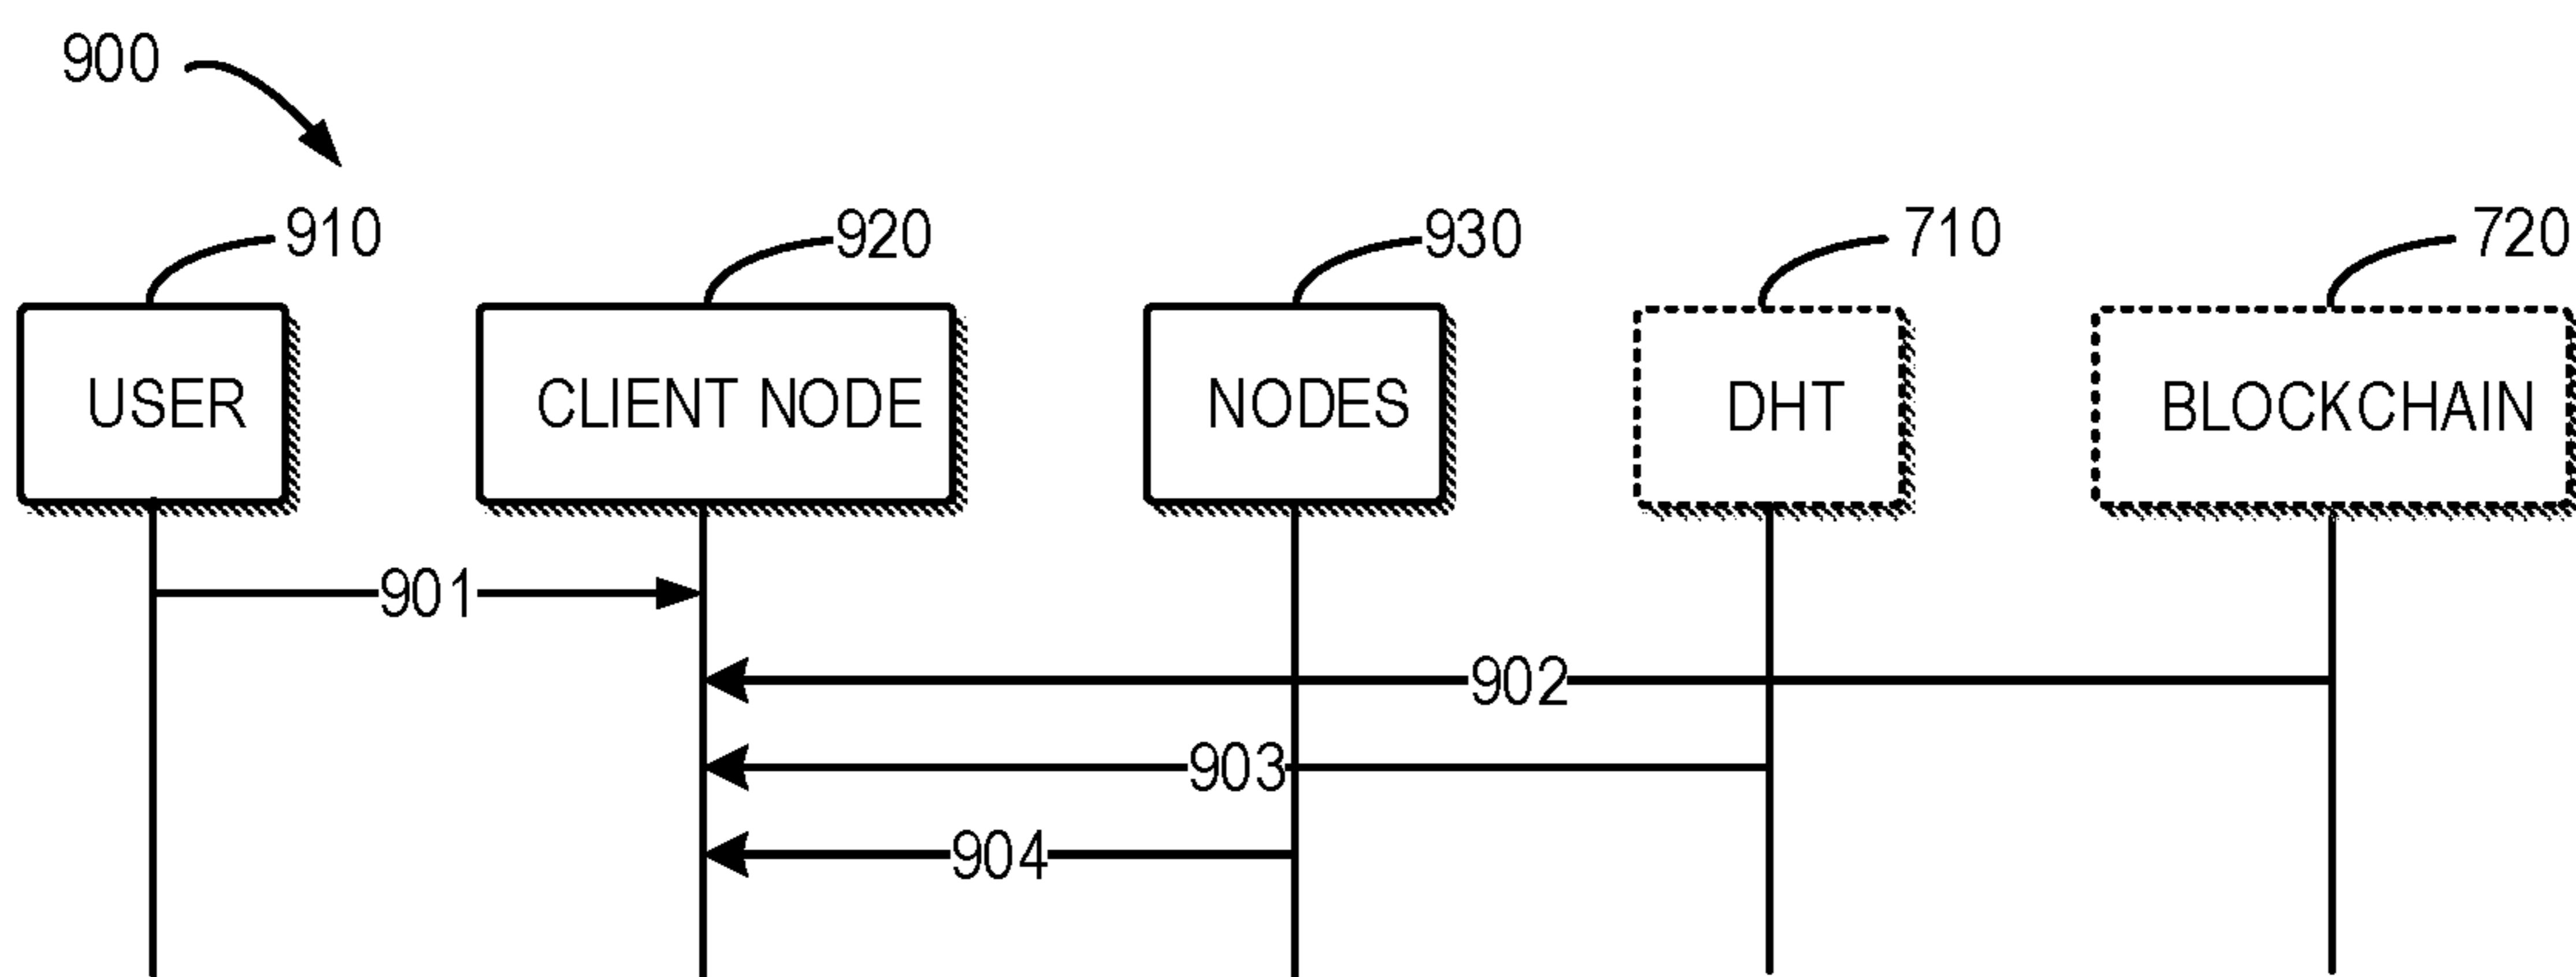 900
910
920
930
710
720
USER
CLIENT NODE
NODES
DHT
BLOCKCHAIN
901
902
903
904